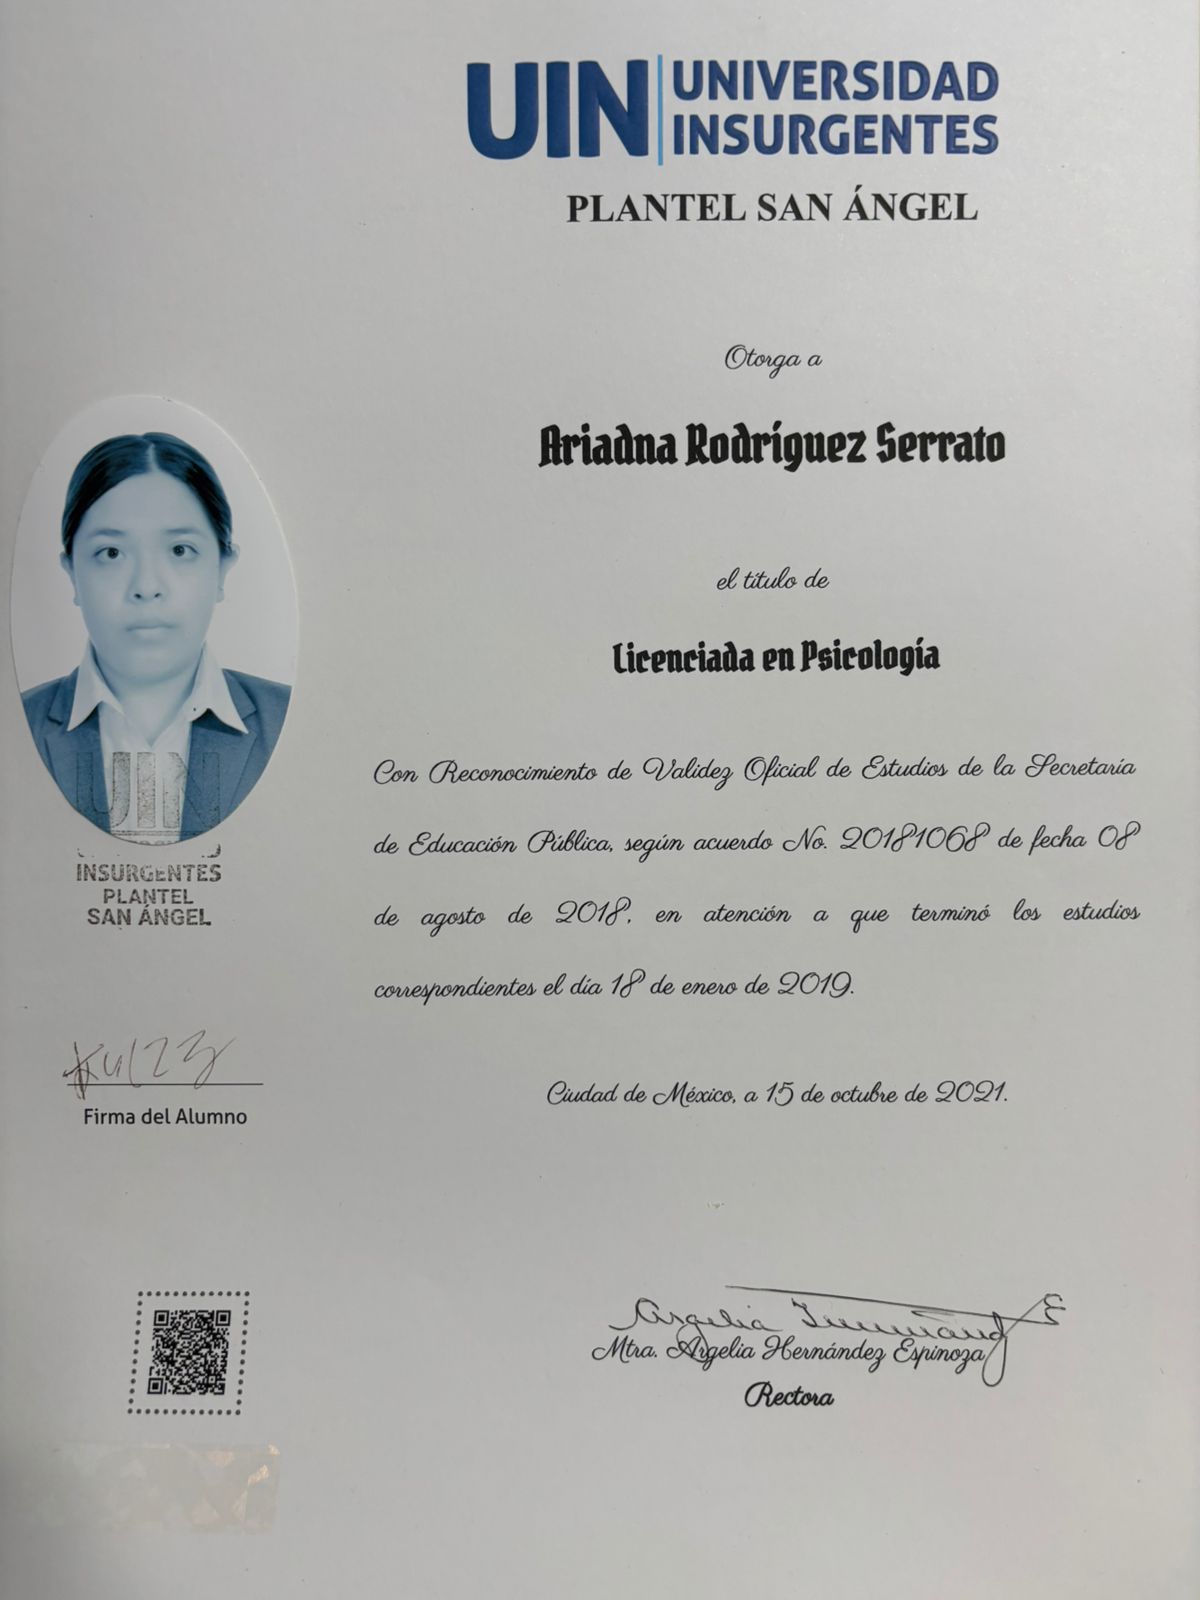 UIN UNIVERSIDAD
INSURGENTES
PLANTEL SAN ÁNGEL
Otorga a
Ariadna Rodríguez Serrato
el título de
Licenciada en Psicología
Con Reconocimiento de Validez Oficial de Estudios de la Secretaría
de Educación Pública, según acuerdo No. 20181068 de fecha 08
de agosto de 2018, en atención a que terminó los estudios
correspondientes el día 18 de enero de 2019.
Ciudad de México, a 15 de octubre de 2021.
UIN
INSURGENTES
PLANTEL
SAN ÁNGEL
Firma del Alumno
Mtra. Argelia Hernández Espinoza
Rectora